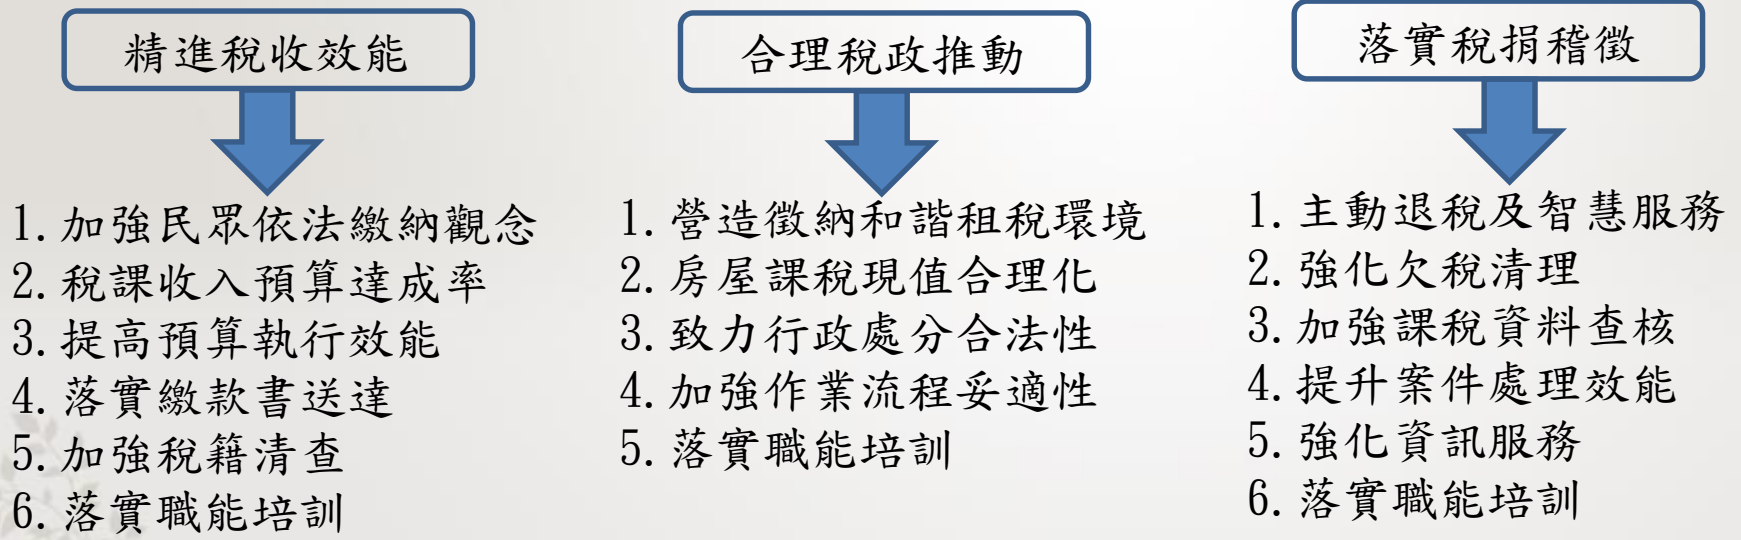 精進稅收效能
1.加強民眾依法繳納觀念
2.稅課收入預算達成率
3.提高預算執行效能
4.落實繳款書送達
5.加強稅籍清查
6.落實職能培訓
合理稅政推動
1.營造徵納和諧租稅環境
2.房屋課稅現值合理化
3.致力行政處分合法性
4.加強作業流程妥適性
5.落實職能培訓
落實稅捐稽徵
1.主動退稅及智慧服務
2.強化欠稅清理
3.加強課稅資料查核
4.提升案件處理效能
5.強化資訊服務
6.落實職能培訓